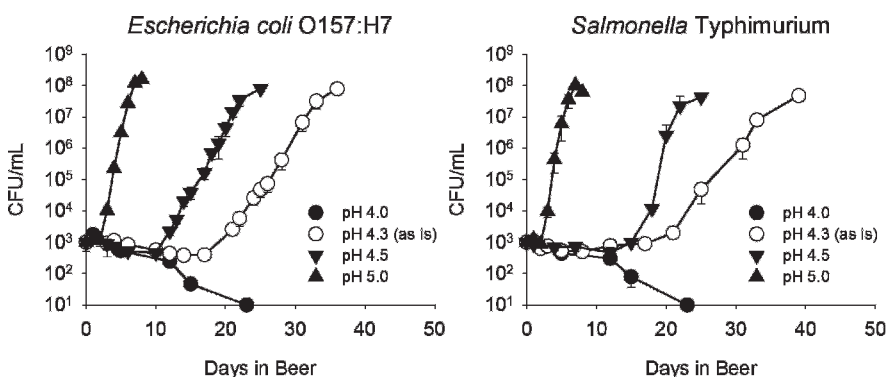 Escherichia coli O157:H7
10⁹
10⁸
10⁷
10⁶
10⁵
10⁴
10³
10²
10¹
CFU/mL
pH 4.0
pH 4.3 (as is)
pH 4.5
pH 5.0
0 10 20 30 40 50
Days in Beer
Salmonella Typhimurium
10⁹
10⁸
10⁷
10⁶
10⁵
10⁴
10³
10²
10¹
CFU/mL
pH 4.0
pH 4.3 (as is)
pH 4.5
pH 5.0
0 10 20 30 40 50
Days in Beer